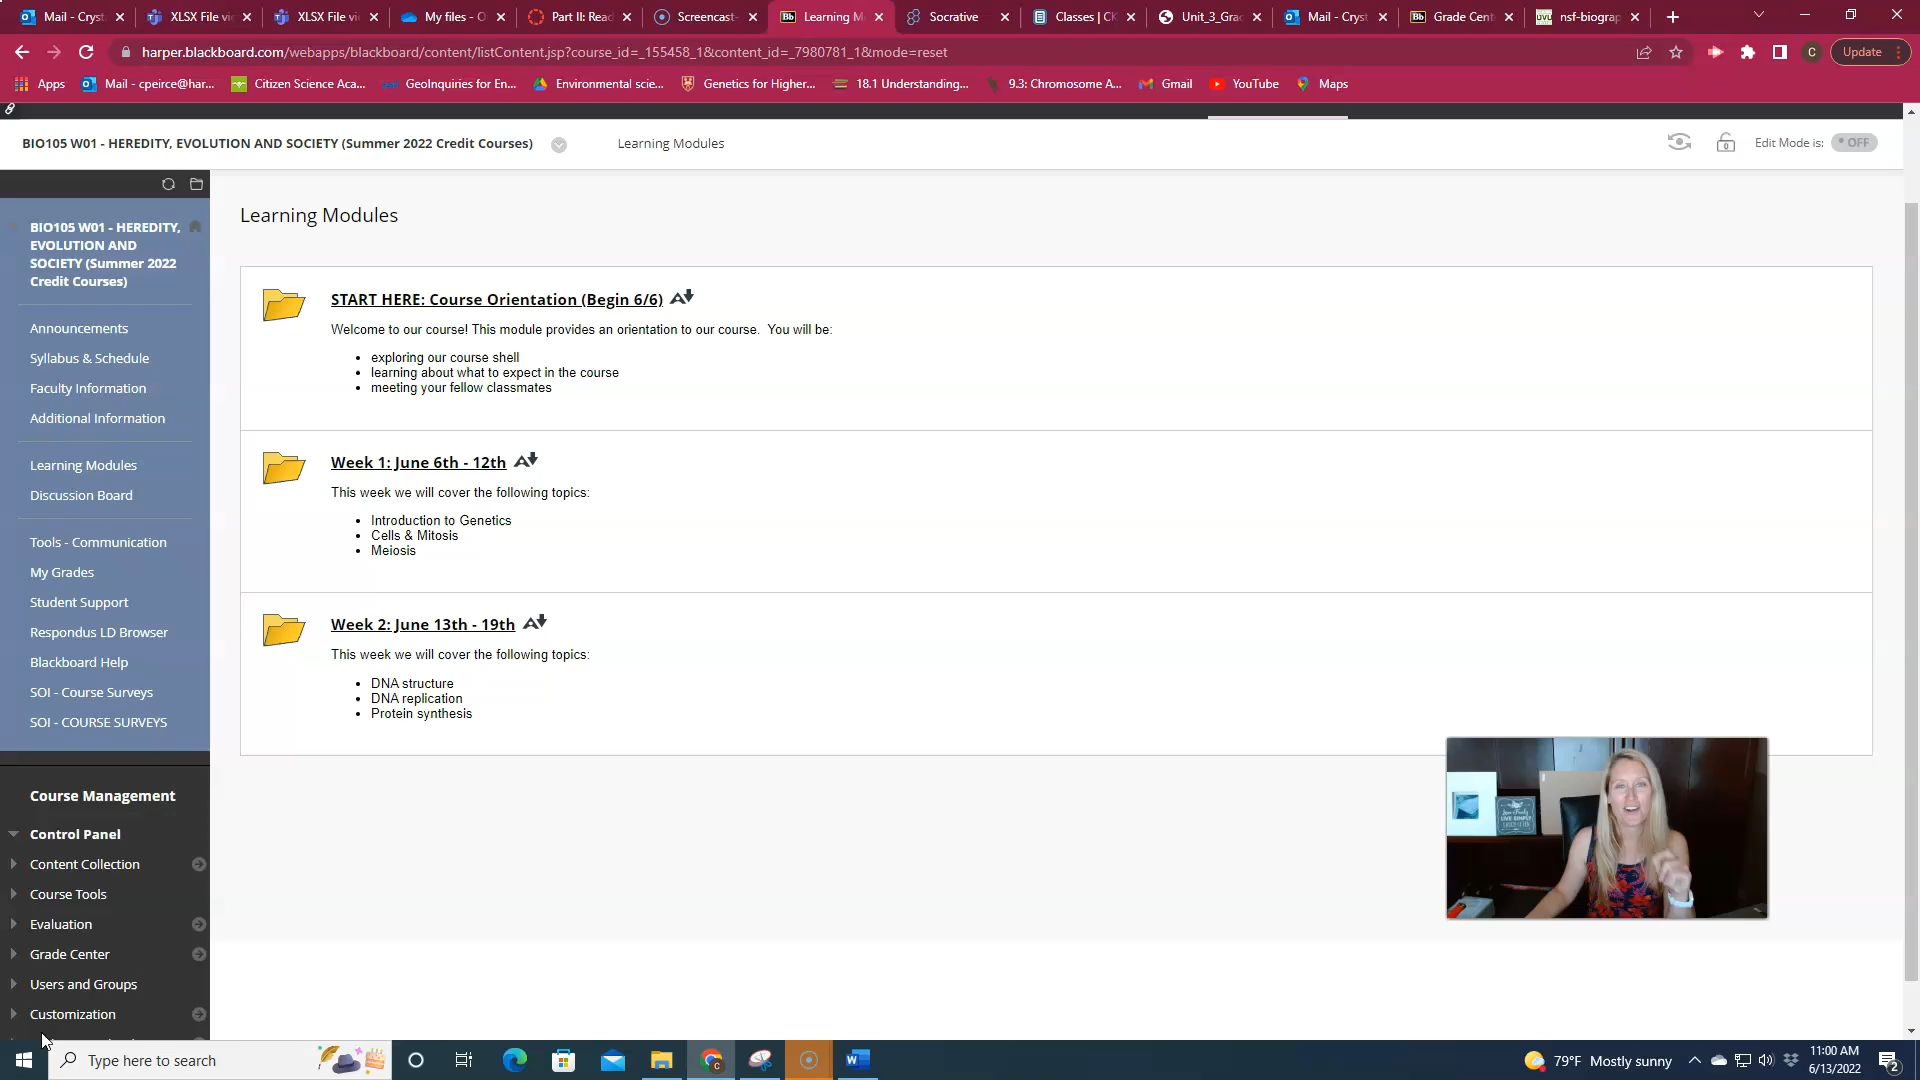 Mail - Cryst
XLSX File vi
XLSX File vi
My files - O
Part II: Reac
Screencast-
Learning M
Socrative
Classes | CK
Unit_3_Grad
Mail - Cryst
Grade Cent
nsf-biograp
harper.blackboard.com/webapps/blackboard/content/listContent.jsp?course_id=_155458_1&content_id=_7980781_1&mode=reset
Update
Apps
Mail - cpeirce@har...
Citizen Science Aca...
GeoInquiries for En...
Environmental scie...
Genetics for Higher...
18.1 Understanding...
9.3: Chromosome A...
Gmail
YouTube
Maps
BIO105 W01 - HEREDITY, EVOLUTION AND SOCIETY (Summer 2022 Credit Courses)
Learning Modules
Edit Mode is:
OFF
BIO105 W01 - HEREDITY,
EVOLUTION AND
SOCIETY (Summer 2022
Credit Courses)
Announcements
Syllabus & Schedule
Faculty Information
Additional Information
Learning Modules
Discussion Board
Tools - Communication
My Grades
Student Support
Respondus LD Browser
Blackboard Help
SOI - Course Surveys
SOI - COURSE SURVEYS
Course Management
Control Panel
Content Collection
Course Tools
Evaluation
Grade Center
Users and Groups
Customization
Learning Modules
START HERE: Course Orientation (Begin 6/6)
Welcome to our course! This module provides an orientation to our course. You will be:
• exploring our course shell
• learning about what to expect in the course
• meeting your fellow classmates
Week 1: June 6th - 12th
This week we will cover the following topics:
• Introduction to Genetics
• Cells & Mitosis
• Meiosis
Week 2: June 13th - 19th
This week we will cover the following topics:
• DNA structure
• DNA replication
• Protein synthesis
Type here to search
79°F Mostly sunny
11:00 AM
6/13/2022
2